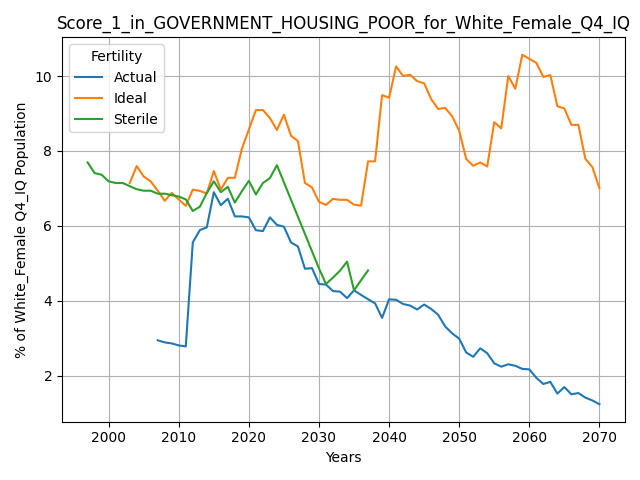 Score_1_in_GOVERNMENT_HOUSING_POOR_for_White_Female_Q4_IQ
Fertility
Actual
Ideal
Sterile
% of White_Female Q4_IQ Population
10
8
6
4
2
2000 2010 2020 2030 2040 2050 2060 2070
Years